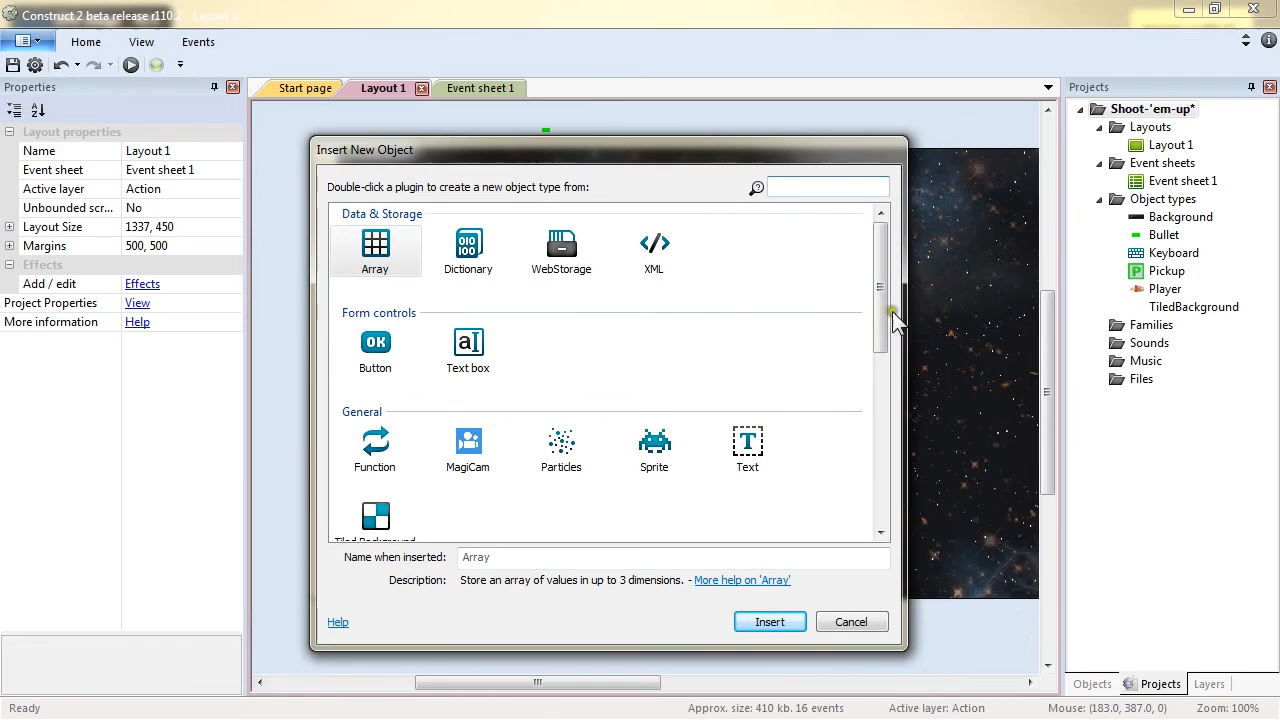 Construct 2 beta release r110.2 - Layout 1
Home View Events
Properties
Start page Layout 1 Event sheet 1
Projects
Layout properties
Name Layout 1
Event sheet Event sheet 1
Active layer Action
Unbounded scr... No
Layout Size 1337, 450
Margins 500, 500
Effects
Add / edit Effects
Project Properties View
More information Help
Insert New Object
Double-click a plugin to create a new object type from:
Data & Storage
Array Dictionary WebStorage XML
Form controls
OK
Button Text box
General
Function MagiCam Particles Sprite Text
Tiled Background
Name when inserted: Array
Description: Store an array of values in up to 3 dimensions. - More help on 'Array'
Help Insert Cancel
Shoot-'em-up*
Layouts
Layout 1
Event sheets
Event sheet 1
Object types
Background
Bullet
Keyboard
Pickup
Player
TiledBackground
Families
Sounds
Music
Files
Objects Projects Layers
Ready Approx. size: 410 kb. 16 events Active layer: Action Mouse: (183.0, 387.0, 0) Zoom: 100%